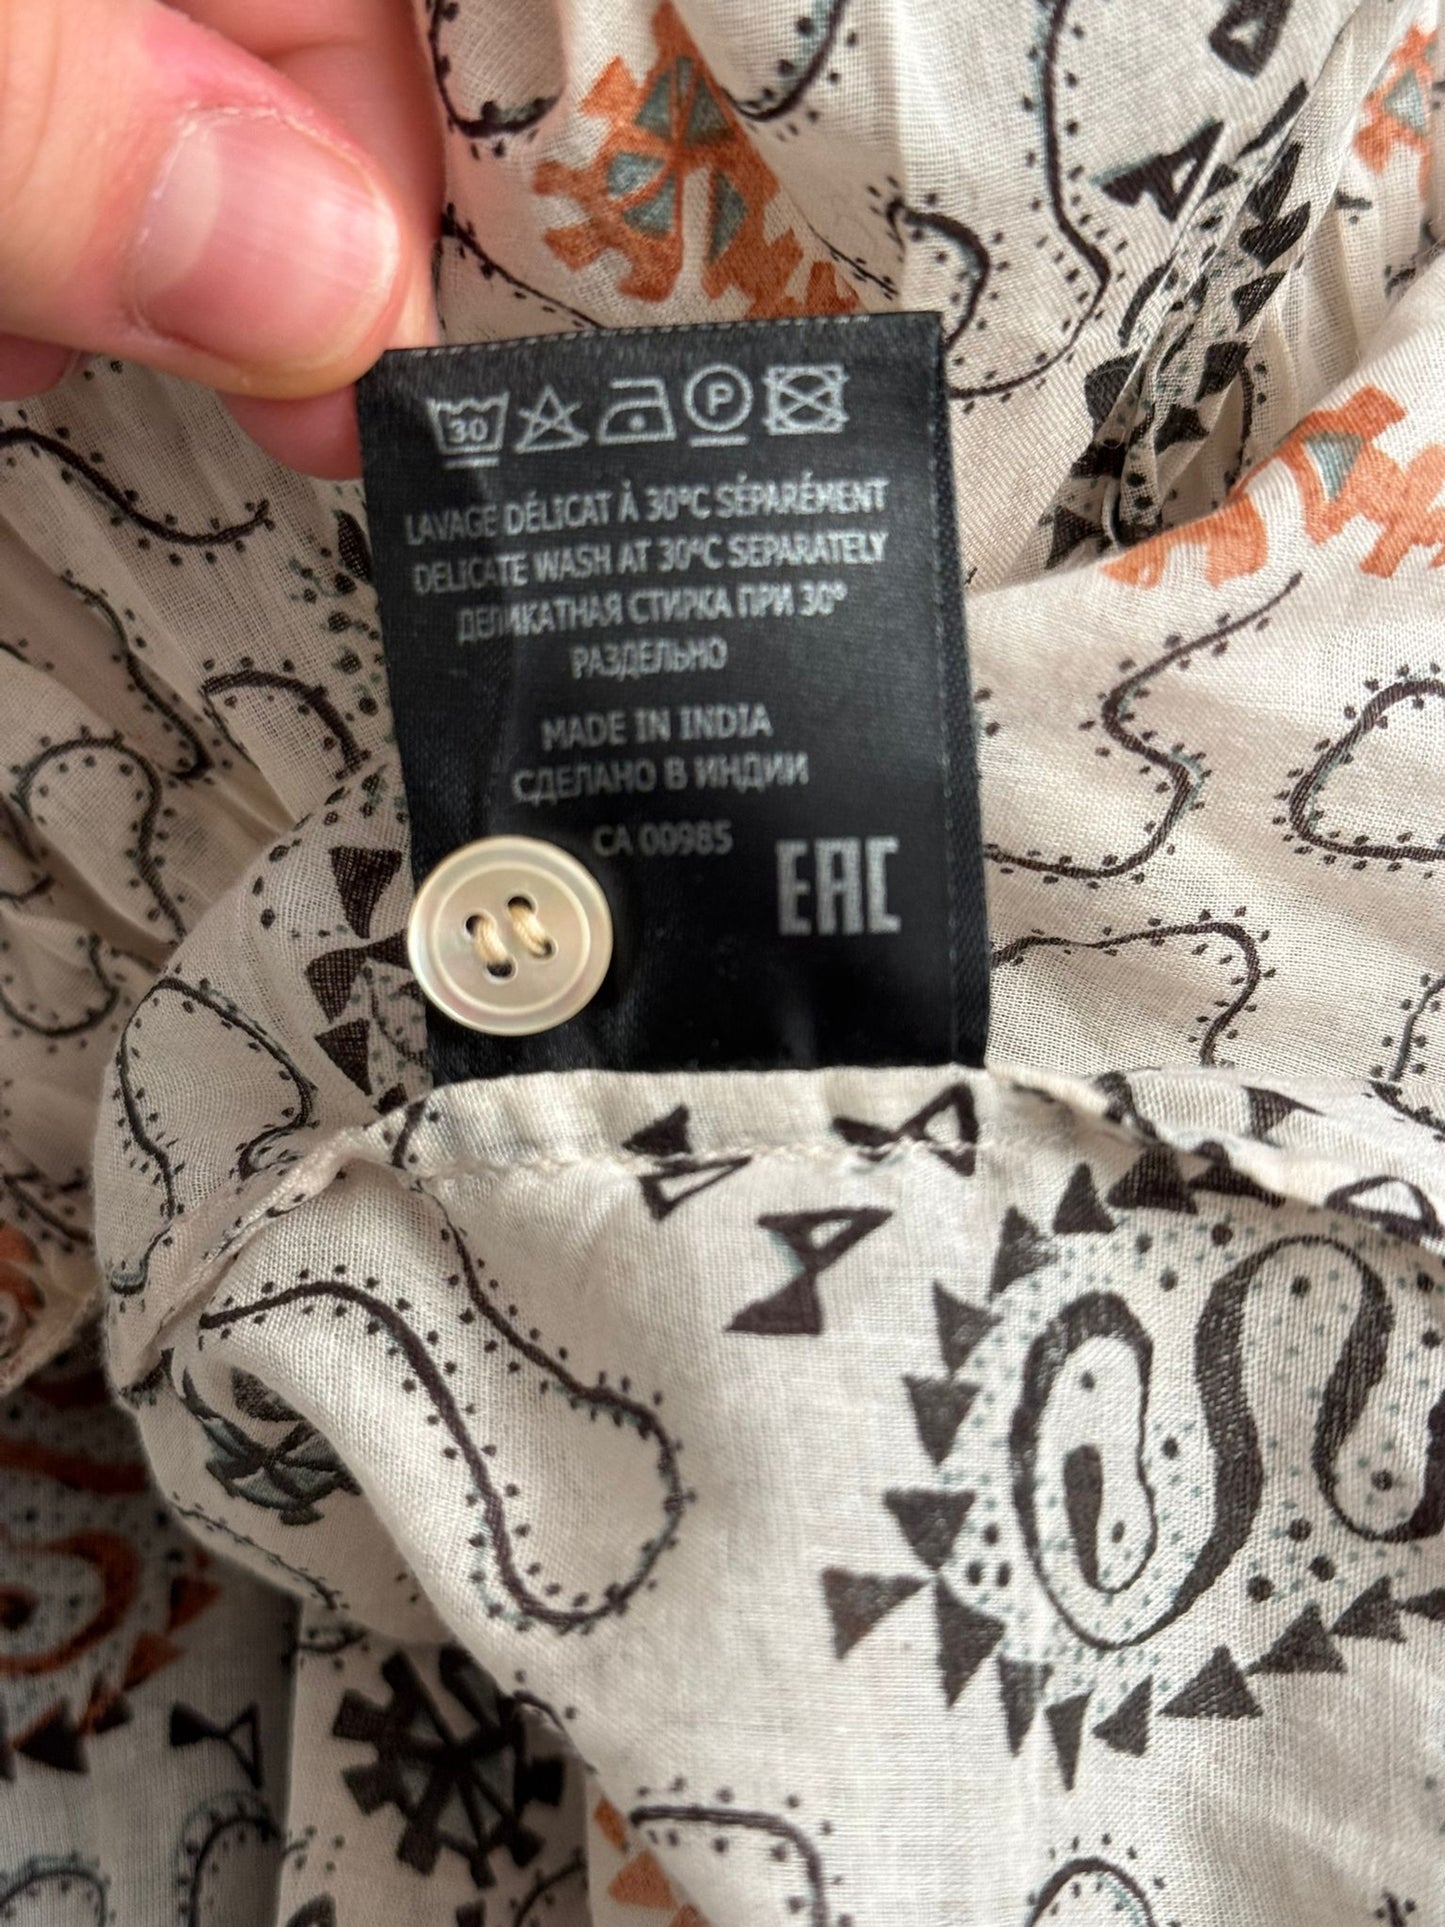 30 P
LAVAGE DÉLICAT À 30°C SÉPARÉMENT
DELICATE WASH AT 30°C SEPARATELY
ДЕЛИКАТНАЯ СТИРКА ПРИ 30°
РАЗДЕЛЬНО
MADE IN INDIA
СДЕЛАНО В ИНДИИ
CA 00985
EAC